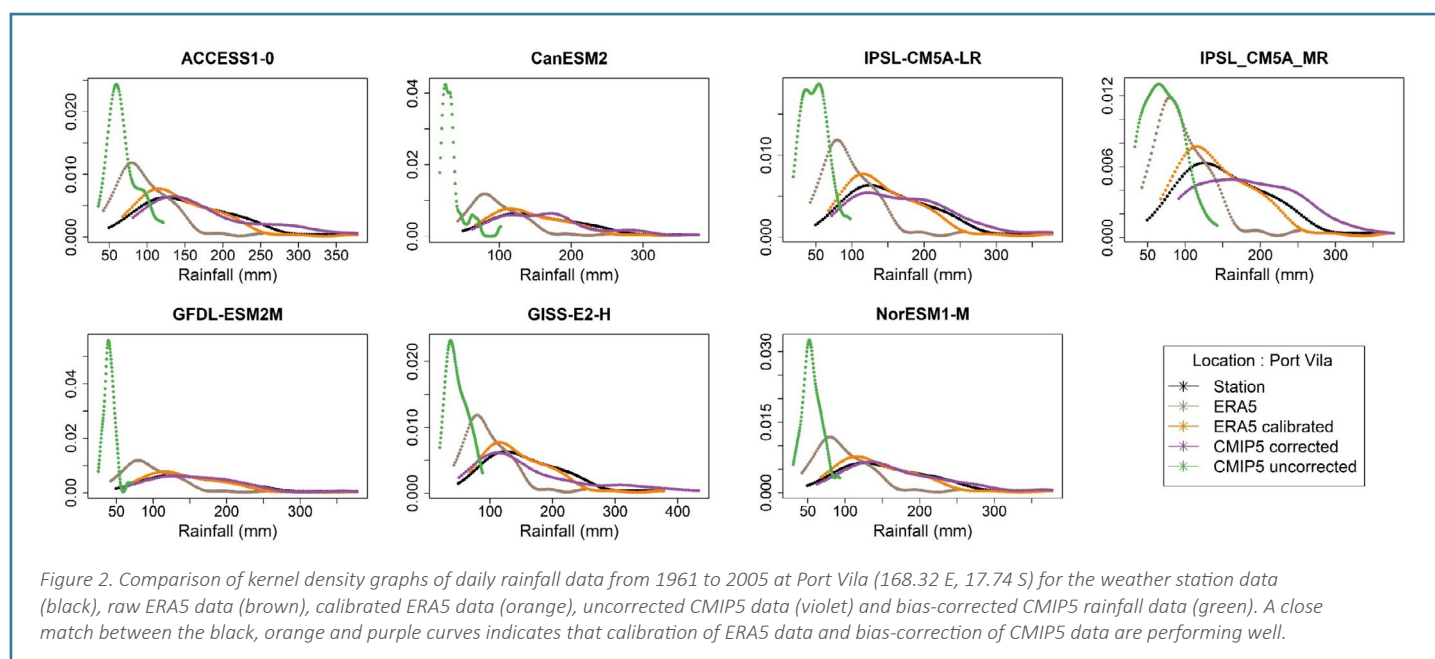 ACCESS1-0
0.000 0.010 0.020
50 100 150 200 250 300 350
Rainfall (mm)
CanESM2
0.00 0.02 0.04
100 200 300
Rainfall (mm)
IPSL-CM5A-LR
0.000 0.010
50 100 150 200 250 300 350
Rainfall (mm)
IPSL_CM5A_MR
0.000 0.006 0.012
100 200 300
Rainfall (mm)
GFDL-ESM2M
0.00 0.02 0.04
50 100 200 300
Rainfall (mm)
GISS-E2-H
0.000 0.010 0.020
100 200 300 400
Rainfall (mm)
NorESM1-M
0.000 0.015 0.030
50 100 200 300
Rainfall (mm)
Location : Port Vila
Station
ERA5
ERA5 calibrated
CMIP5 corrected
CMIP5 uncorrected
Figure 2. Comparison of kernel density graphs of daily rainfall data from 1961 to 2005 at Port Vila (168.32 E, 17.74 S) for the weather station data
(black), raw ERA5 data (brown), calibrated ERA5 data (orange), uncorrected CMIP5 data (violet) and bias-corrected CMIP5 rainfall data (green). A close
match between the black, orange and purple curves indicates that calibration of ERA5 data and bias-correction of CMIP5 data are performing well.